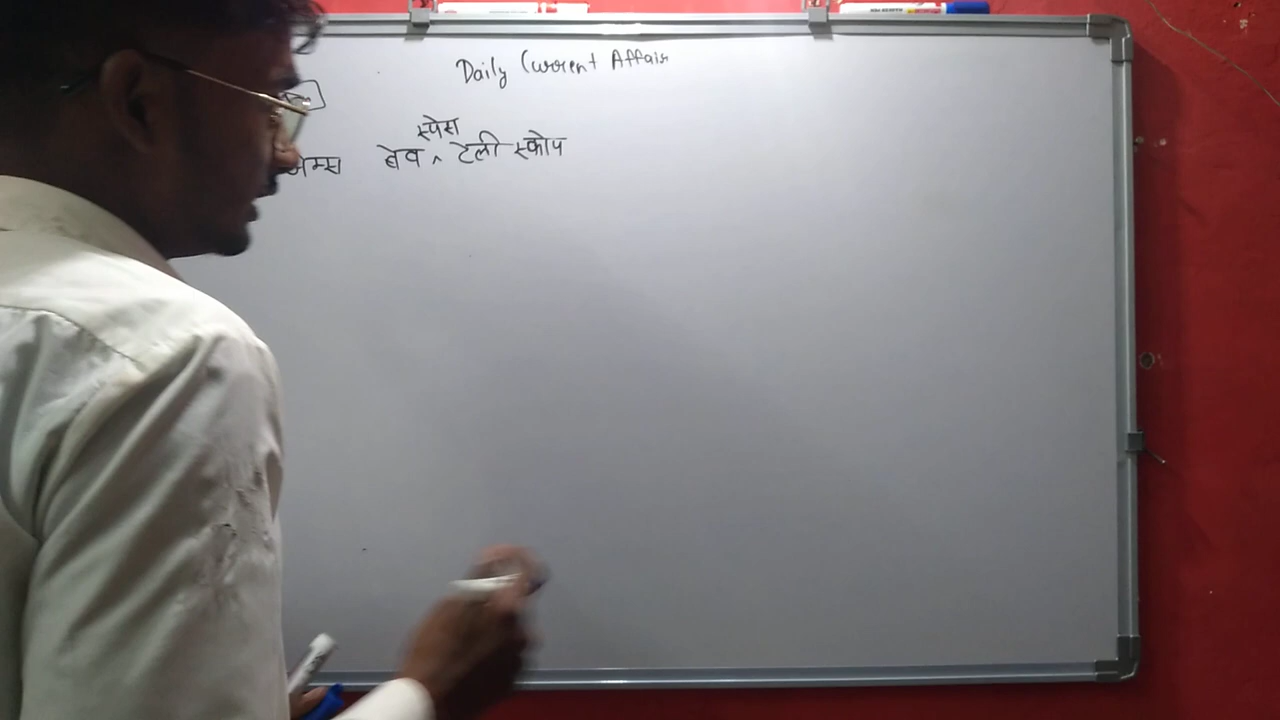 Daily Current Affair
स्पेस
जेम्स वेव ^ टेली स्कोप